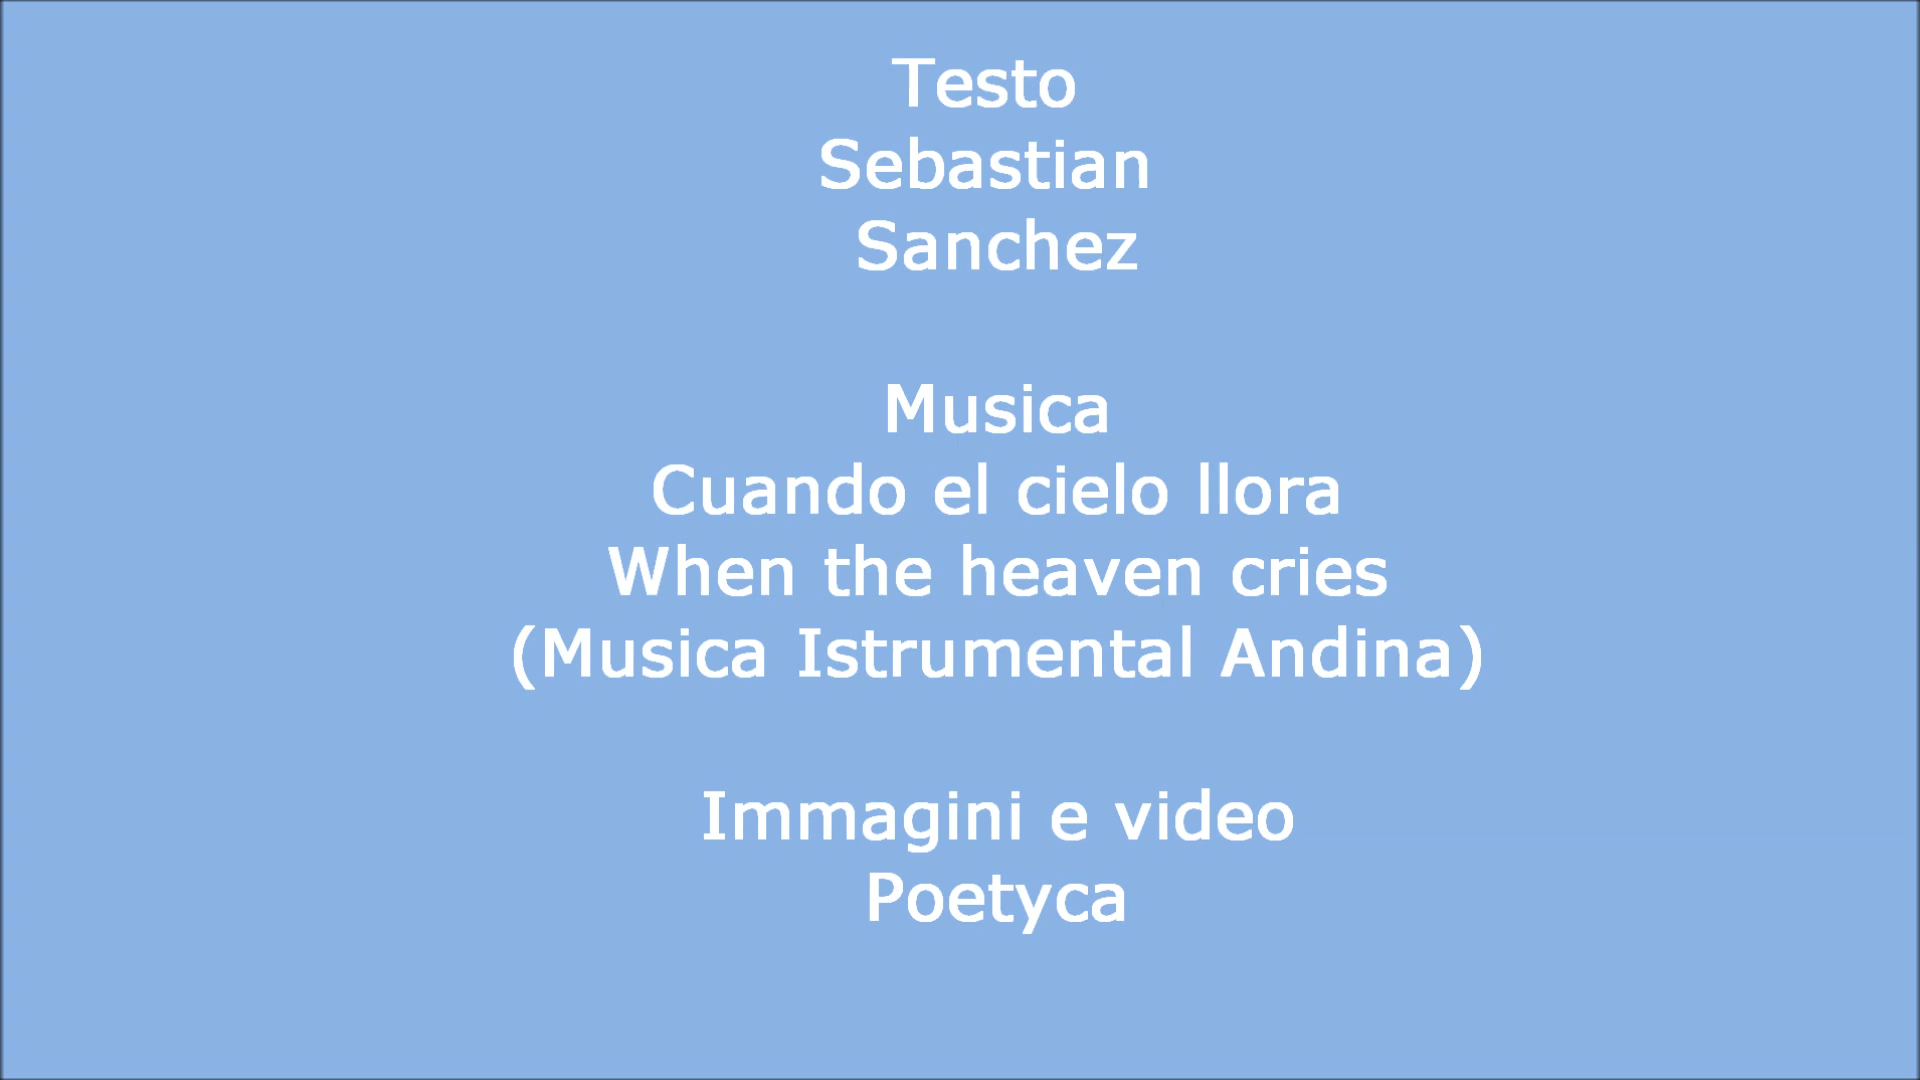 Testo
Sebastian
Sanchez
Musica
Cuando el cielo llora
When the heaven cries
(Musica Istrumental Andina)
Immagini e video
Poetyca